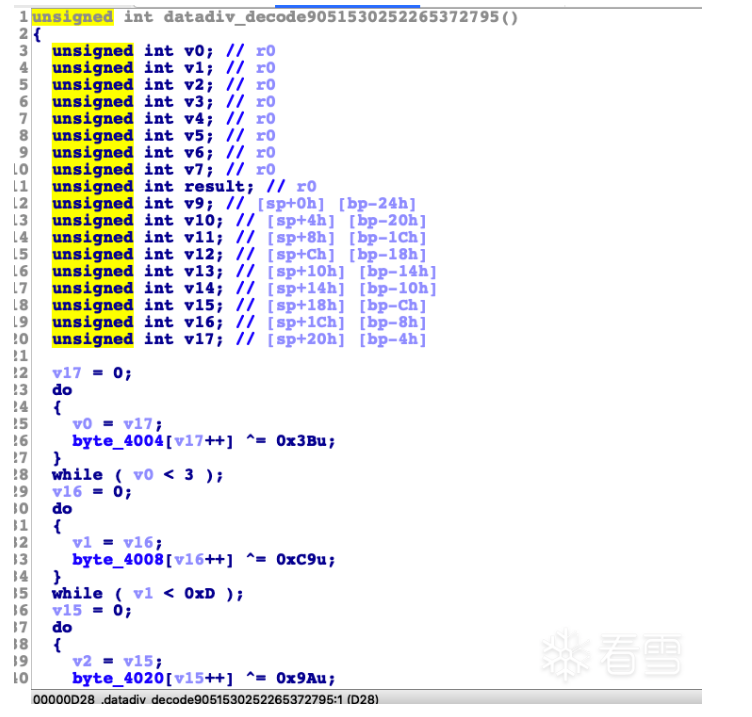 1 unsigned int datadiv_decode9051530252265372795()
2 {
3 unsigned int v0; // r0
4 unsigned int v1; // r0
5 unsigned int v2; // r0
6 unsigned int v3; // r0
7 unsigned int v4; // r0
8 unsigned int v5; // r0
9 unsigned int v6; // r0
10 unsigned int v7; // r0
11 unsigned int result; // r0
12 unsigned int v9; // [sp+0h] [bp-24h]
13 unsigned int v10; // [sp+4h] [bp-20h]
14 unsigned int v11; // [sp+8h] [bp-1Ch]
15 unsigned int v12; // [sp+Ch] [bp-18h]
16 unsigned int v13; // [sp+10h] [bp-14h]
17 unsigned int v14; // [sp+14h] [bp-10h]
18 unsigned int v15; // [sp+18h] [bp-Ch]
19 unsigned int v16; // [sp+1Ch] [bp-8h]
20 unsigned int v17; // [sp+20h] [bp-4h]
21
22 v17 = 0;
23 do
24 {
25 v0 = v17;
26 byte_4004[v17++] ^= 0x3Bu;
27 }
28 while ( v0 < 3 );
29 v16 = 0;
30 do
31 {
32 v1 = v16;
33 byte_4008[v16++] ^= 0xC9u;
34 }
35 while ( v1 < 0xD );
36 v15 = 0;
37 do
38 {
39 v2 = v15;
40 byte_4020[v15++] ^= 0x9Au;
00000D28 .datadiv_decode9051530252265372795:1 (D28)
看雪